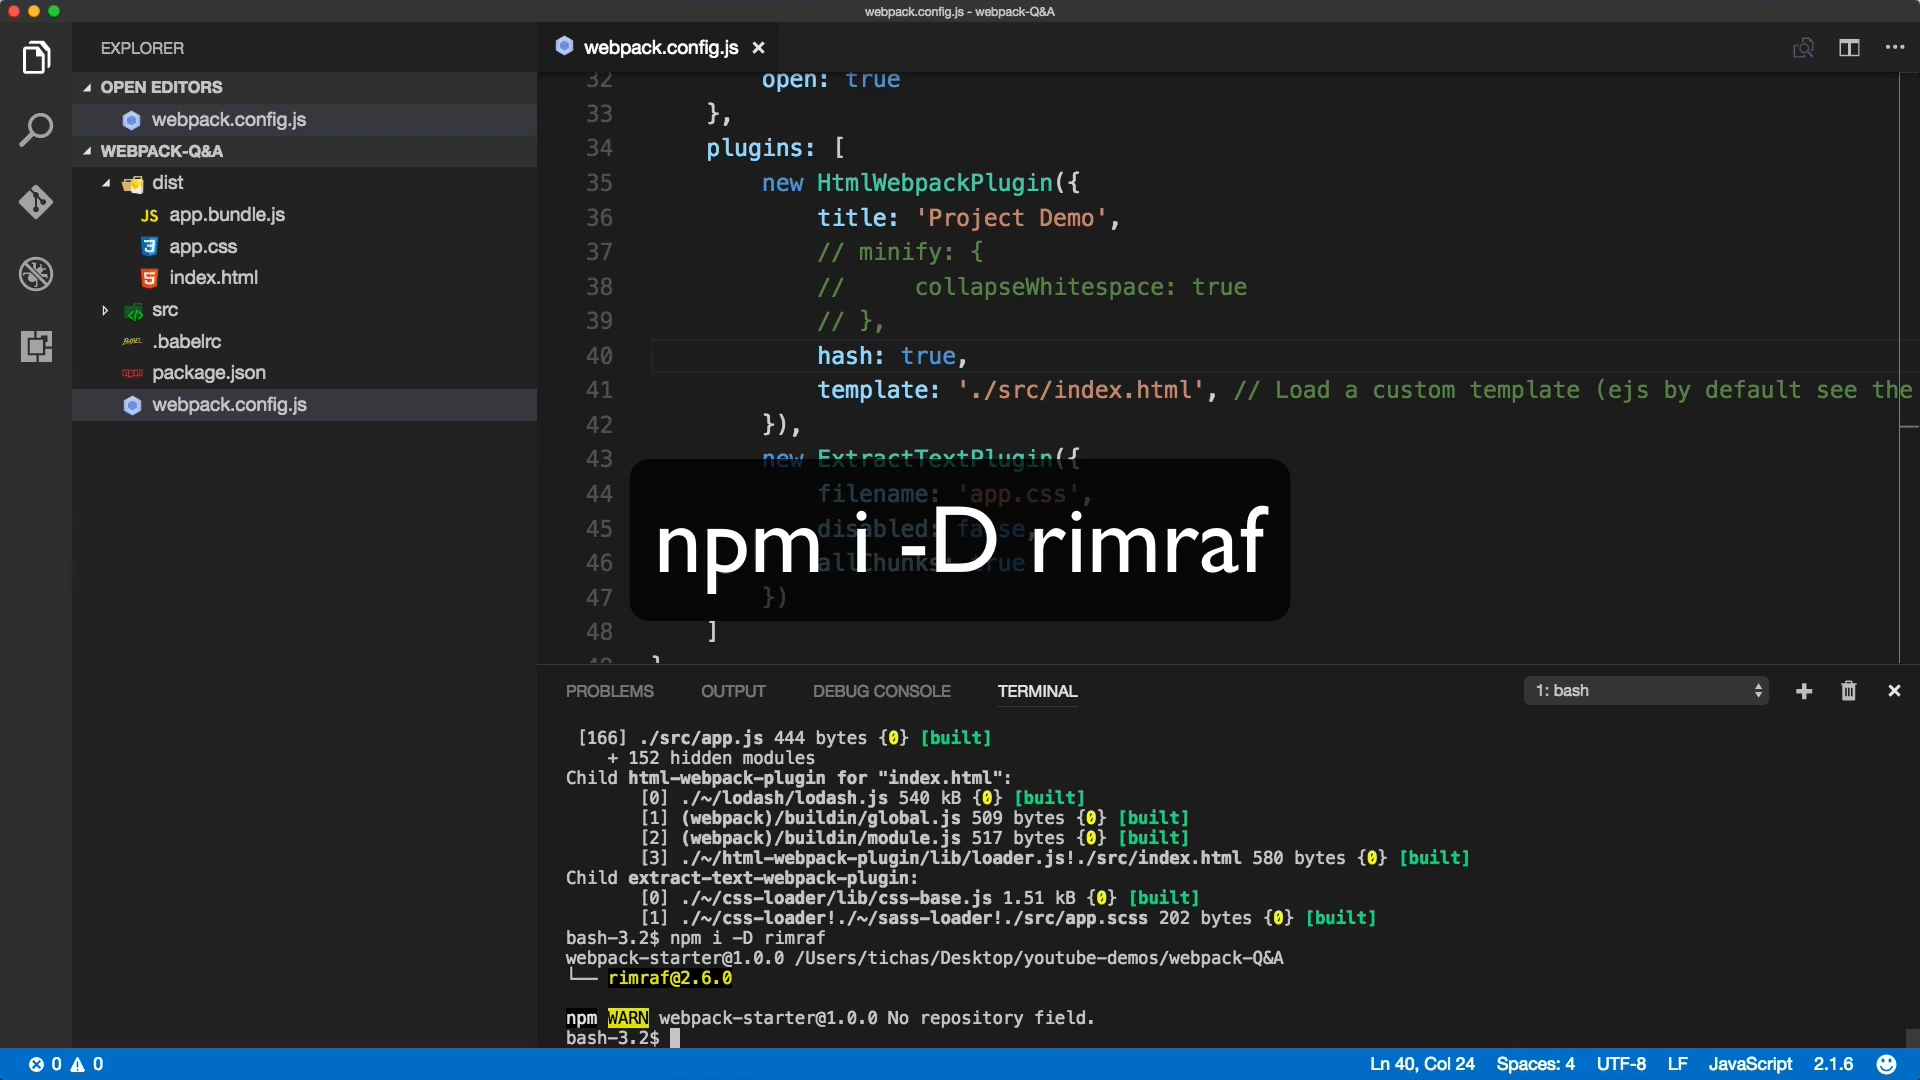 webpack.config.js - webpack-Q&A
EXPLORER
OPEN EDITORS
webpack.config.js
WEBPACK-Q&A
dist
JS app.bundle.js
app.css
index.html
src
.babelrc
package.json
webpack.config.js
webpack.config.js
32 open: true
33 },
34 plugins: [
35 new HtmlWebpackPlugin({
36 title: 'Project Demo',
37 // minify: {
38 // collapseWhitespace: true
39 // },
40 hash: true,
41 template: './src/index.html', // Load a custom template (ejs by default see the
42 }),
43 new ExtractTextPlugin({
44 filename: 'app.css',
45 disabled: false,
46 allChunks: true
47 })
48 ]
49 }
npm i -D rimraf
PROBLEMS OUTPUT DEBUG CONSOLE TERMINAL 1: bash
[166] ./src/app.js 444 bytes {0} [built]
+ 152 hidden modules
Child html-webpack-plugin for "index.html":
[0] ./~/lodash/lodash.js 540 kB {0} [built]
[1] (webpack)/buildin/global.js 509 bytes {0} [built]
[2] (webpack)/buildin/module.js 517 bytes {0} [built]
[3] ./~/html-webpack-plugin/lib/loader.js!./src/index.html 580 bytes {0} [built]
Child extract-text-webpack-plugin:
[0] ./~/css-loader/lib/css-base.js 1.51 kB {0} [built]
[1] ./~/css-loader!./~/sass-loader!./src/app.scss 202 bytes {0} [built]
bash-3.2$ npm i -D rimraf
webpack-starter@1.0.0 /Users/tichas/Desktop/youtube-demos/webpack-Q&A
└── rimraf@2.6.0
npm WARN webpack-starter@1.0.0 No repository field.
bash-3.2$
0 0 Ln 40, Col 24 Spaces: 4 UTF-8 LF JavaScript 2.1.6